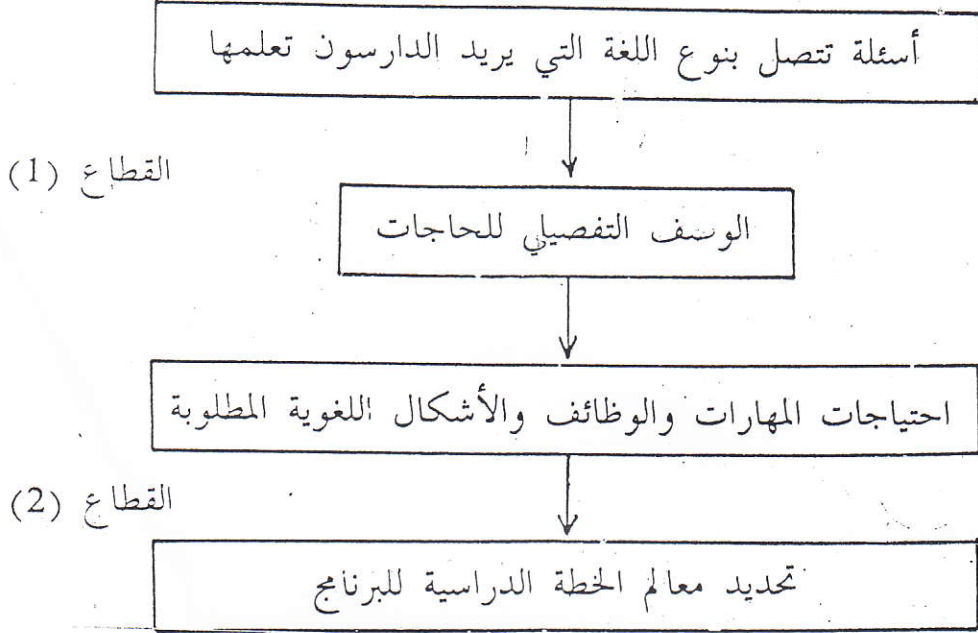 أسئلة تتصل بنوع اللغة التي يريد الدارسون تعلمها
القطاع (1)
الوصف التفصيلي للحاجات
احتياجات المهارات والوظائف والأشكال اللغوية المطلوبة
القطاع (2)
تحديد معالم الخطة الدراسية للبرنامج